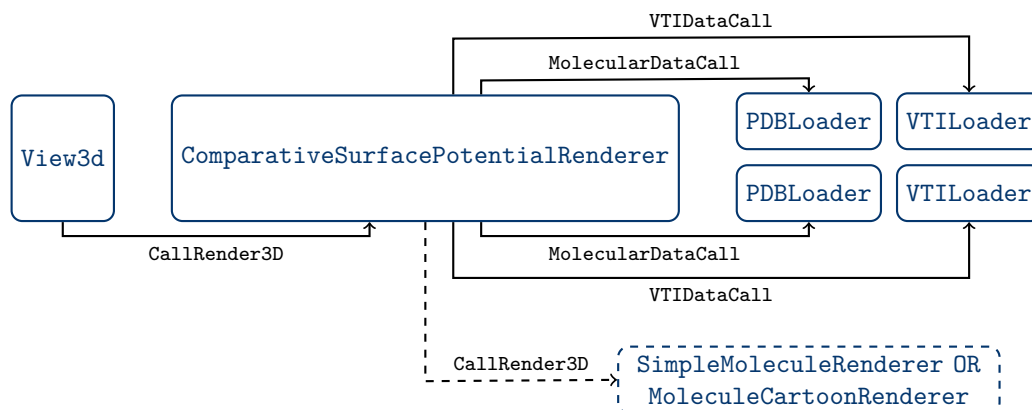 VTIDataCall
MolecularDataCall
View3d
ComparativeSurfacePotentialRenderer
PDBLoader
VTILoader
PDBLoader
VTILoader
CallRender3D
MolecularDataCall
VTIDataCall
CallRender3D
SimpleMoleculeRenderer OR
MoleculeCartoonRenderer